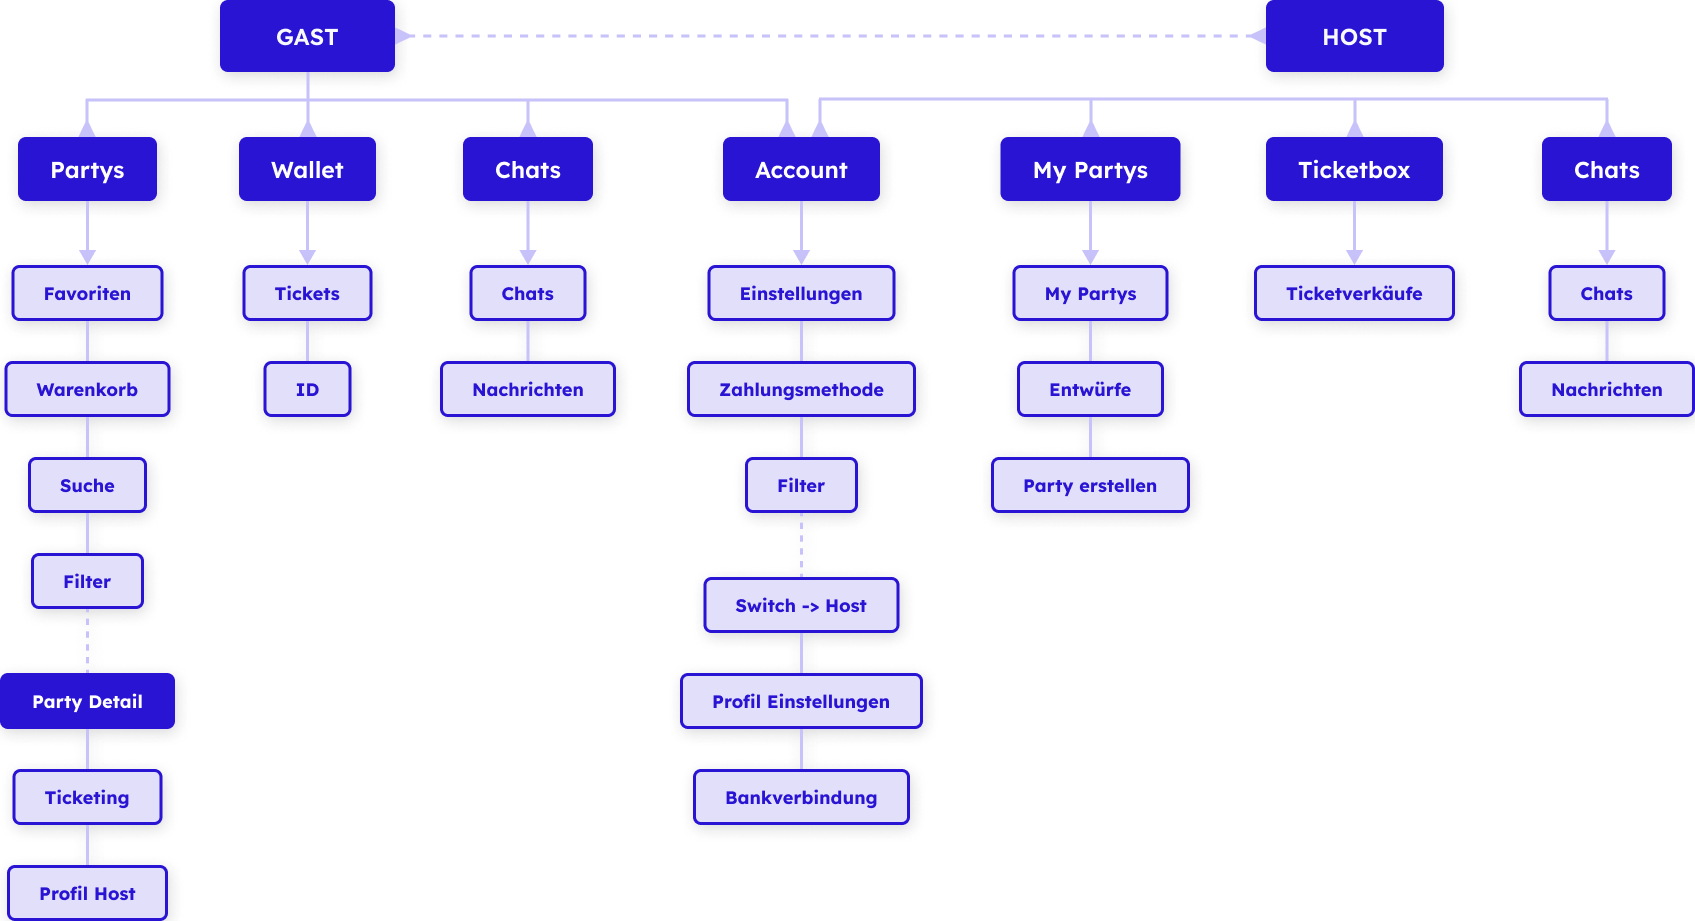 GAST
HOST
Partys
Wallet
Chats
Account
My Partys
Ticketbox
Chats
Favoriten
Tickets
Chats
Einstellungen
My Partys
Ticketverkäufe
Chats
Warenkorb
ID
Nachrichten
Zahlungsmethode
Entwürfe
Nachrichten
Suche
Filter
Party erstellen
Filter
Switch -> Host
Party Detail
Profil Einstellungen
Ticketing
Bankverbindung
Profil Host